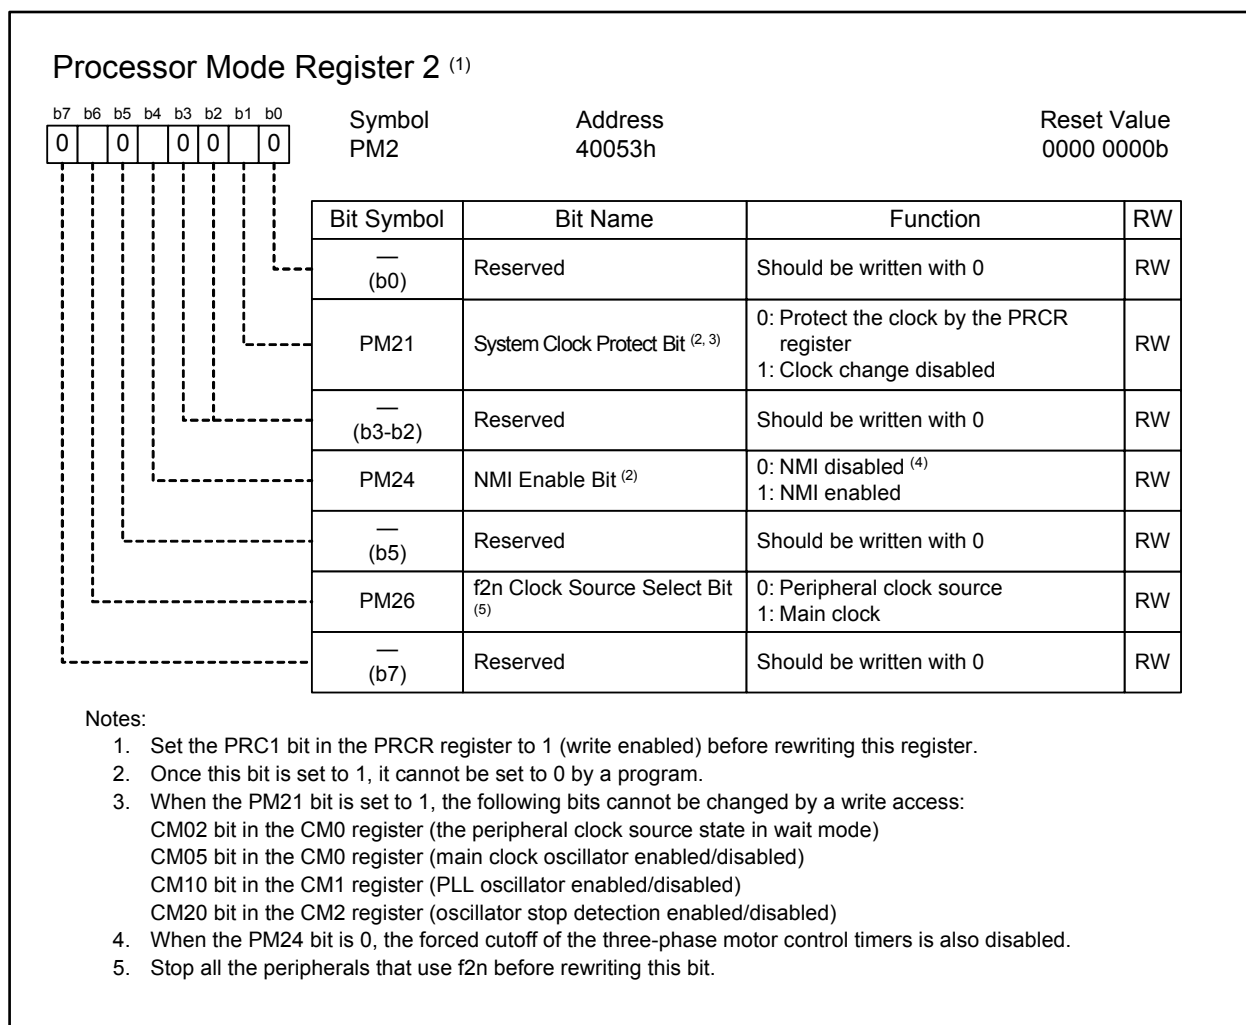 Processor Mode Register 2 (1)
b7 b6 b5 b4 b3 b2 b1 b0
0 0 0 0 0
Symbol Address Reset Value
PM2 40053h 0000 0000b
Bit Symbol Bit Name Function RW
—
(b0) Reserved Should be written with 0 RW
PM21 System Clock Protect Bit (2, 3) 0: Protect the clock by the PRCR
register
1: Clock change disabled RW
—
(b3-b2) Reserved Should be written with 0 RW
PM24 NMI Enable Bit (2) 0: NMI disabled (4)
1: NMI enabled RW
—
(b5) Reserved Should be written with 0 RW
PM26 f2n Clock Source Select Bit
(5) 0: Peripheral clock source
1: Main clock RW
—
(b7) Reserved Should be written with 0 RW
Notes:
1. Set the PRC1 bit in the PRCR register to 1 (write enabled) before rewriting this register.
2. Once this bit is set to 1, it cannot be set to 0 by a program.
3. When the PM21 bit is set to 1, the following bits cannot be changed by a write access:
CM02 bit in the CM0 register (the peripheral clock source state in wait mode)
CM05 bit in the CM0 register (main clock oscillator enabled/disabled)
CM10 bit in the CM1 register (PLL oscillator enabled/disabled)
CM20 bit in the CM2 register (oscillator stop detection enabled/disabled)
4. When the PM24 bit is 0, the forced cutoff of the three-phase motor control timers is also disabled.
5. Stop all the peripherals that use f2n before rewriting this bit.